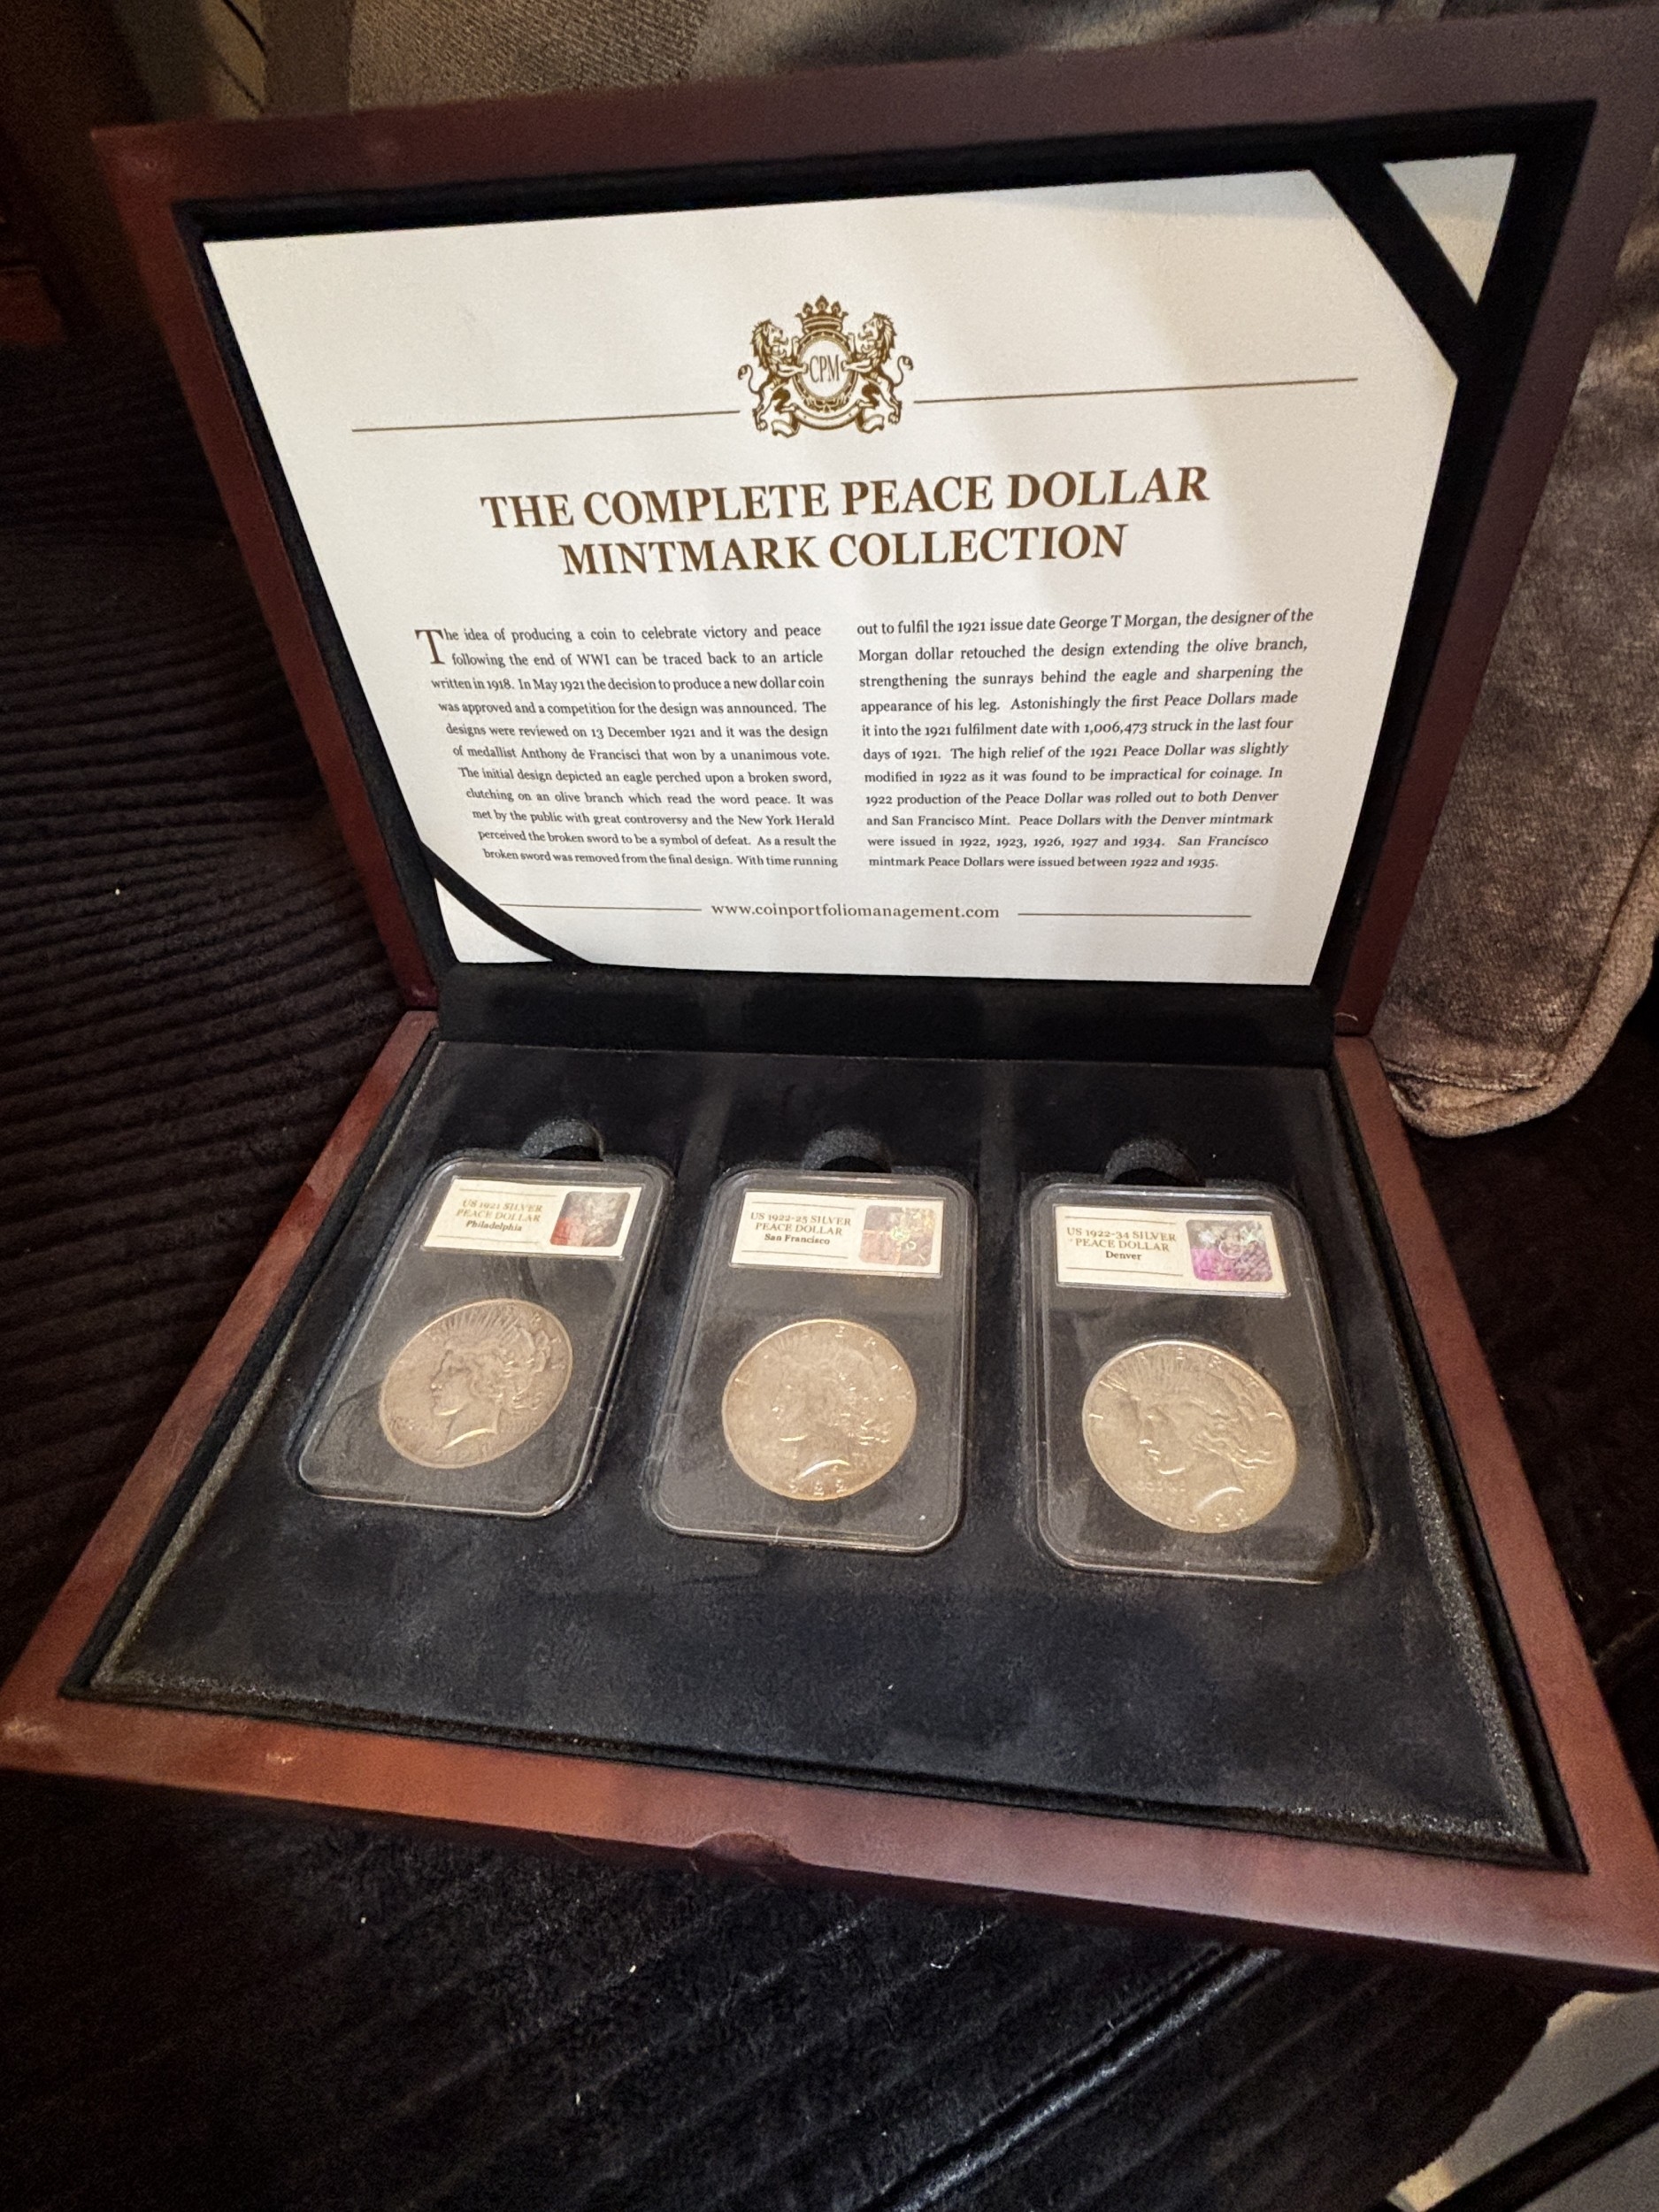 CPM
THE COMPLETE PEACE DOLLAR
MINTMARK COLLECTION
The idea of producing a coin to celebrate victory and peace
following the end of WWI can be traced back to an article
written in 1918. In May 1921 the decision to produce a new dollar coin
was approved and a competition for the design was announced. The
designs were reviewed on 13 December 1921 and it was the design
of medallist Anthony de Francisci that won by a unanimous vote.
The initial design depicted an eagle perched upon a broken sword,
clutching on an olive branch which read the word peace. It was
met by the public with great controversy and the New York Herald
perceived the broken sword to be a symbol of defeat. As a result the
broken sword was removed from the final design. With time running
out to fulfil the 1921 issue date George T Morgan, the designer of the
Morgan dollar retouched the design extending the olive branch,
strengthening the sunrays behind the eagle and sharpening the
appearance of his leg. Astonishingly the first Peace Dollars made
it into the 1921 fulfilment date with 1,006,473 struck in the last four
days of 1921. The high relief of the 1921 Peace Dollar was slightly
modified in 1922 as it was found to be impractical for coinage. In
1922 production of the Peace Dollar was rolled out to both Denver
and San Francisco Mint. Peace Dollars with the Denver mintmark
were issued in 1922, 1923, 1926, 1927 and 1934. San Francisco
mintmark Peace Dollars were issued between 1922 and 1935.
www.coinportfoliomanagement.com
US 1921 SILVER
PEACE DOLLAR
Philadelphia
US 1922-25 SILVER
PEACE DOLLAR
San Francisco
US 1922-34 SILVER
PEACE DOLLAR
Denver